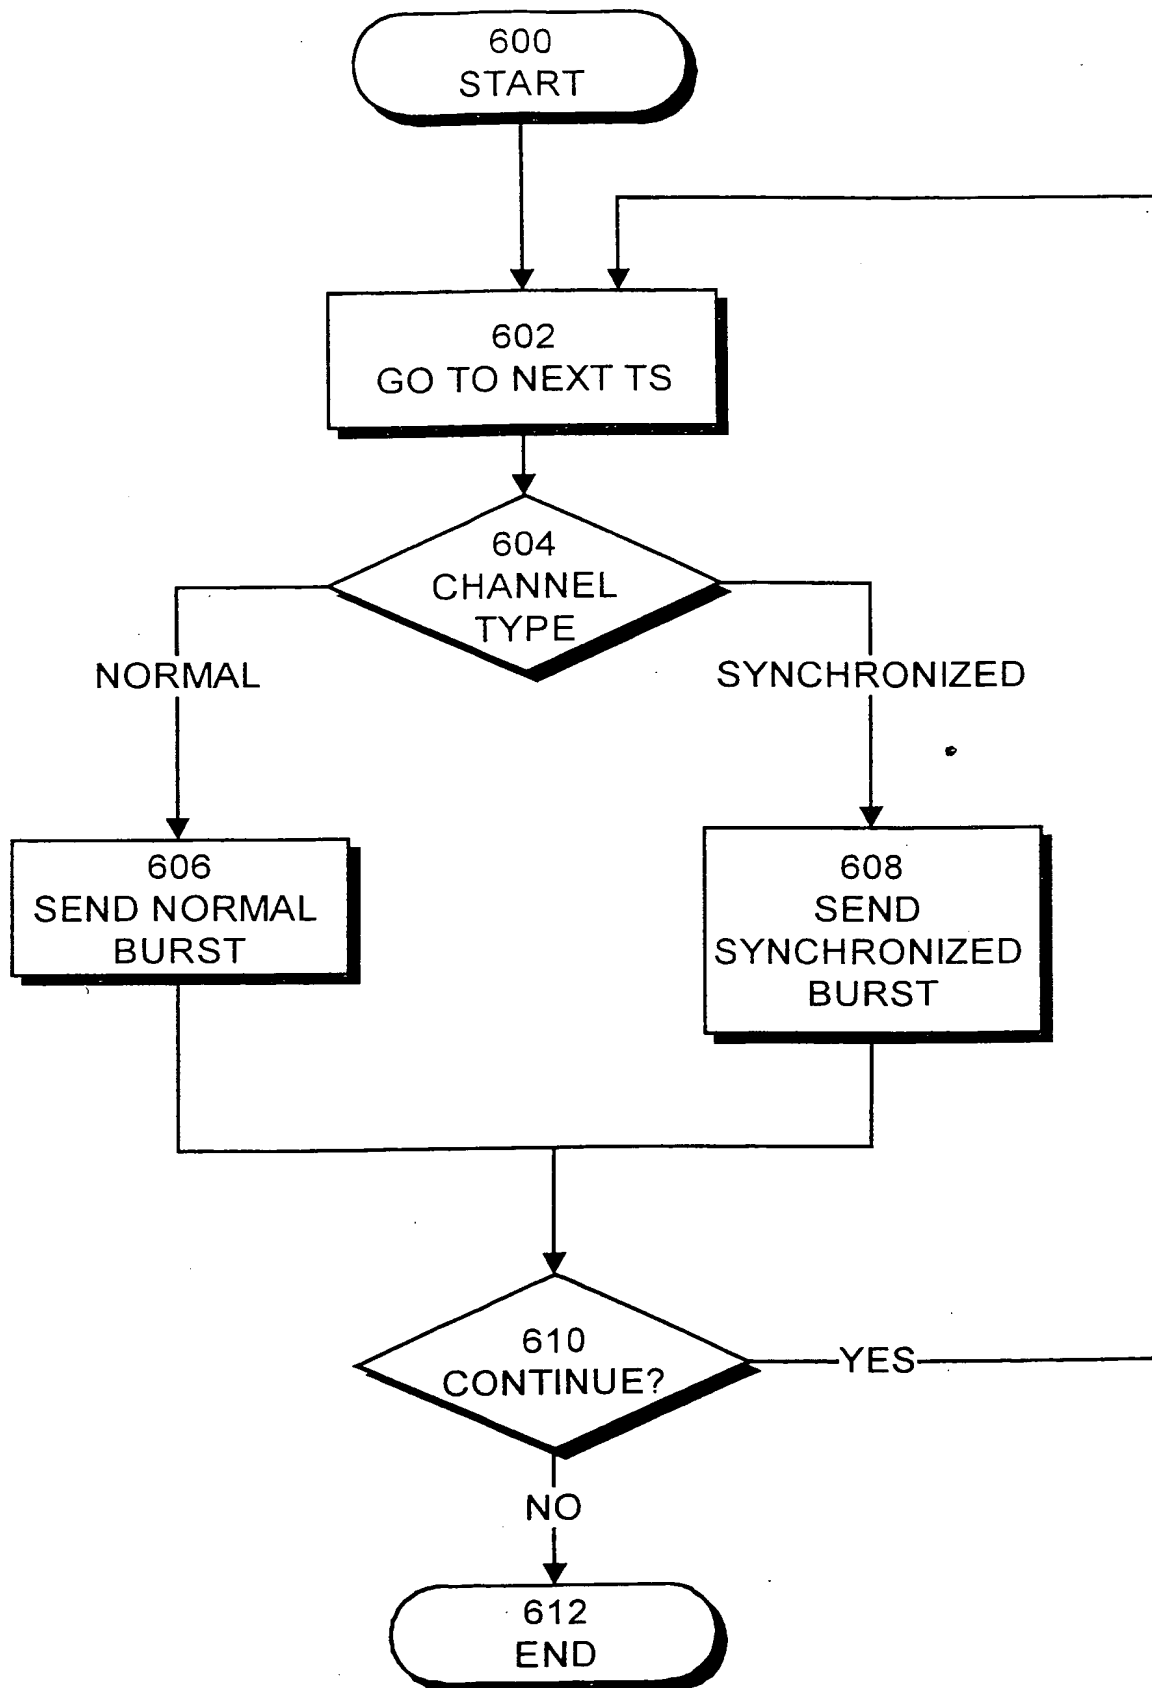 600
START
602
GO TO NEXT TS
604
CHANNEL
TYPE
NORMAL
SYNCHRONIZED
606
SEND NORMAL
BURST
608
SEND
SYNCHRONIZED
BURST
610
CONTINUE?
YES
NO
612
END